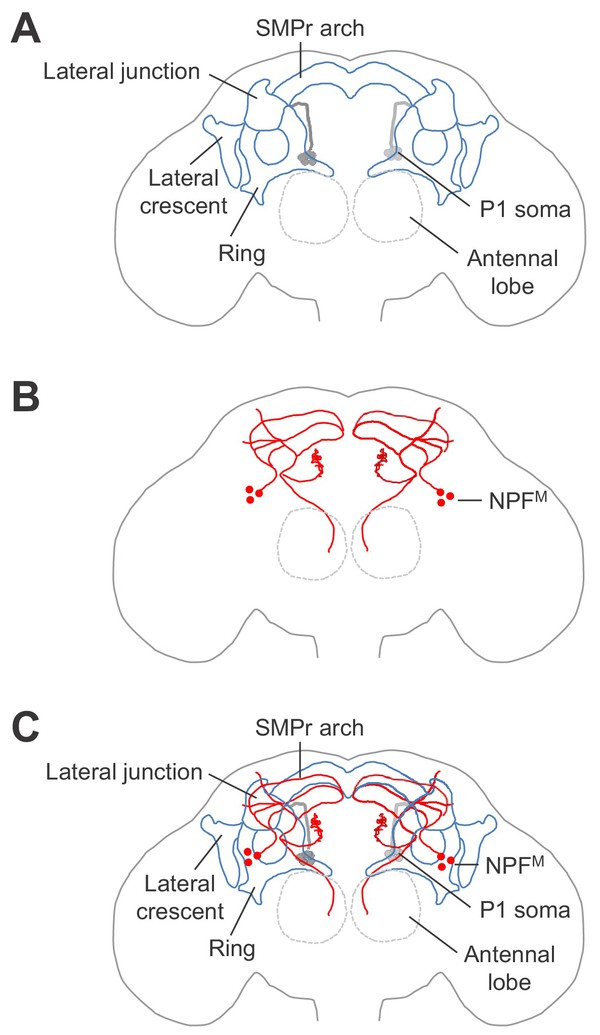 A
SMPr arch
Lateral junction
Lateral
crescent
Ring
P1 soma
Antennal
lobe
B
NPFᴹ
C
SMPr arch
Lateral junction
Lateral
crescent
Ring
NPFᴹ
P1 soma
Antennal
lobe